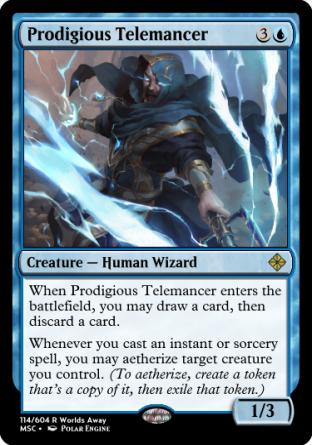 Prodigious Telemancer 3
Creature — Human Wizard
When Prodigious Telemancer enters the
battlefield, you may draw a card, then
discard a card.
Whenever you cast an instant or sorcery
spell, you may aetherize target creature
you control. (To aetherize, create a token
that's a copy of it, then exile that token.)
1/3
114/604 R Worlds Away
MSC • Polar Engine